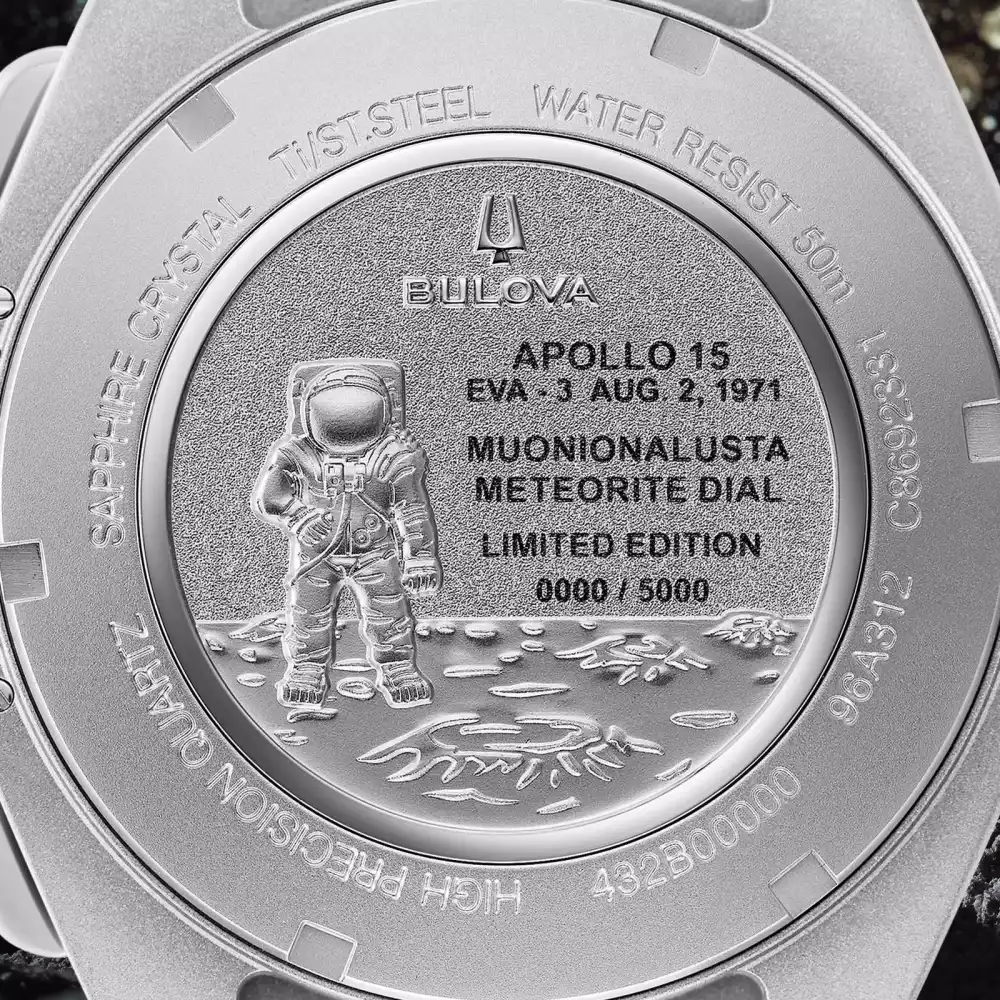 BULOVA
APOLLO 15
EVA - 3 AUG. 2, 1971
MUONIONALUSTA
METEORITE DIAL
LIMITED EDITION
0000 / 5000
HIGH PRECISION QUARTZ
SAPPHIRE CRYSTAL
Ti/ST.STEEL
WATER RESIST 50m
C8692331
96A312
432B00000